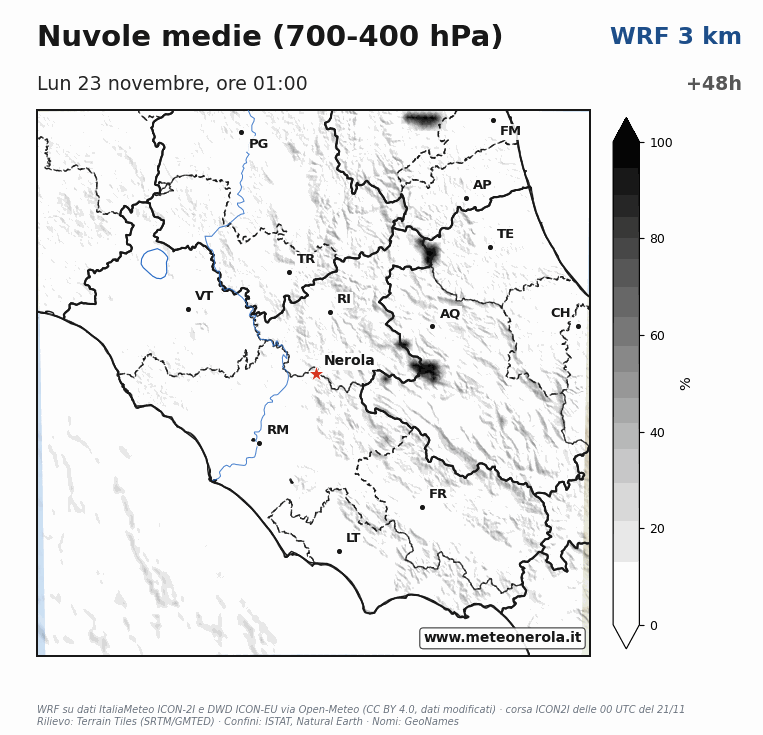 Nuvole medie (700-400 hPa)
WRF 3 km
Lun 23 novembre, ore 01:00
+48h
FM
PG
AP
TE
TR
VT
RI
AQ
CH
Nerola
RM
FR
LT
www.meteonerola.it
100
80
60
%
40
20
0
WRF su dati ItaliaMeteo ICON-2I e DWD ICON-EU via Open-Meteo (CC BY 4.0, dati modificati) · corsa ICON2I delle 00 UTC del 21/11
Rilievo: Terrain Tiles (SRTM/GMTED) · Confini: ISTAT, Natural Earth · Nomi: GeoNames